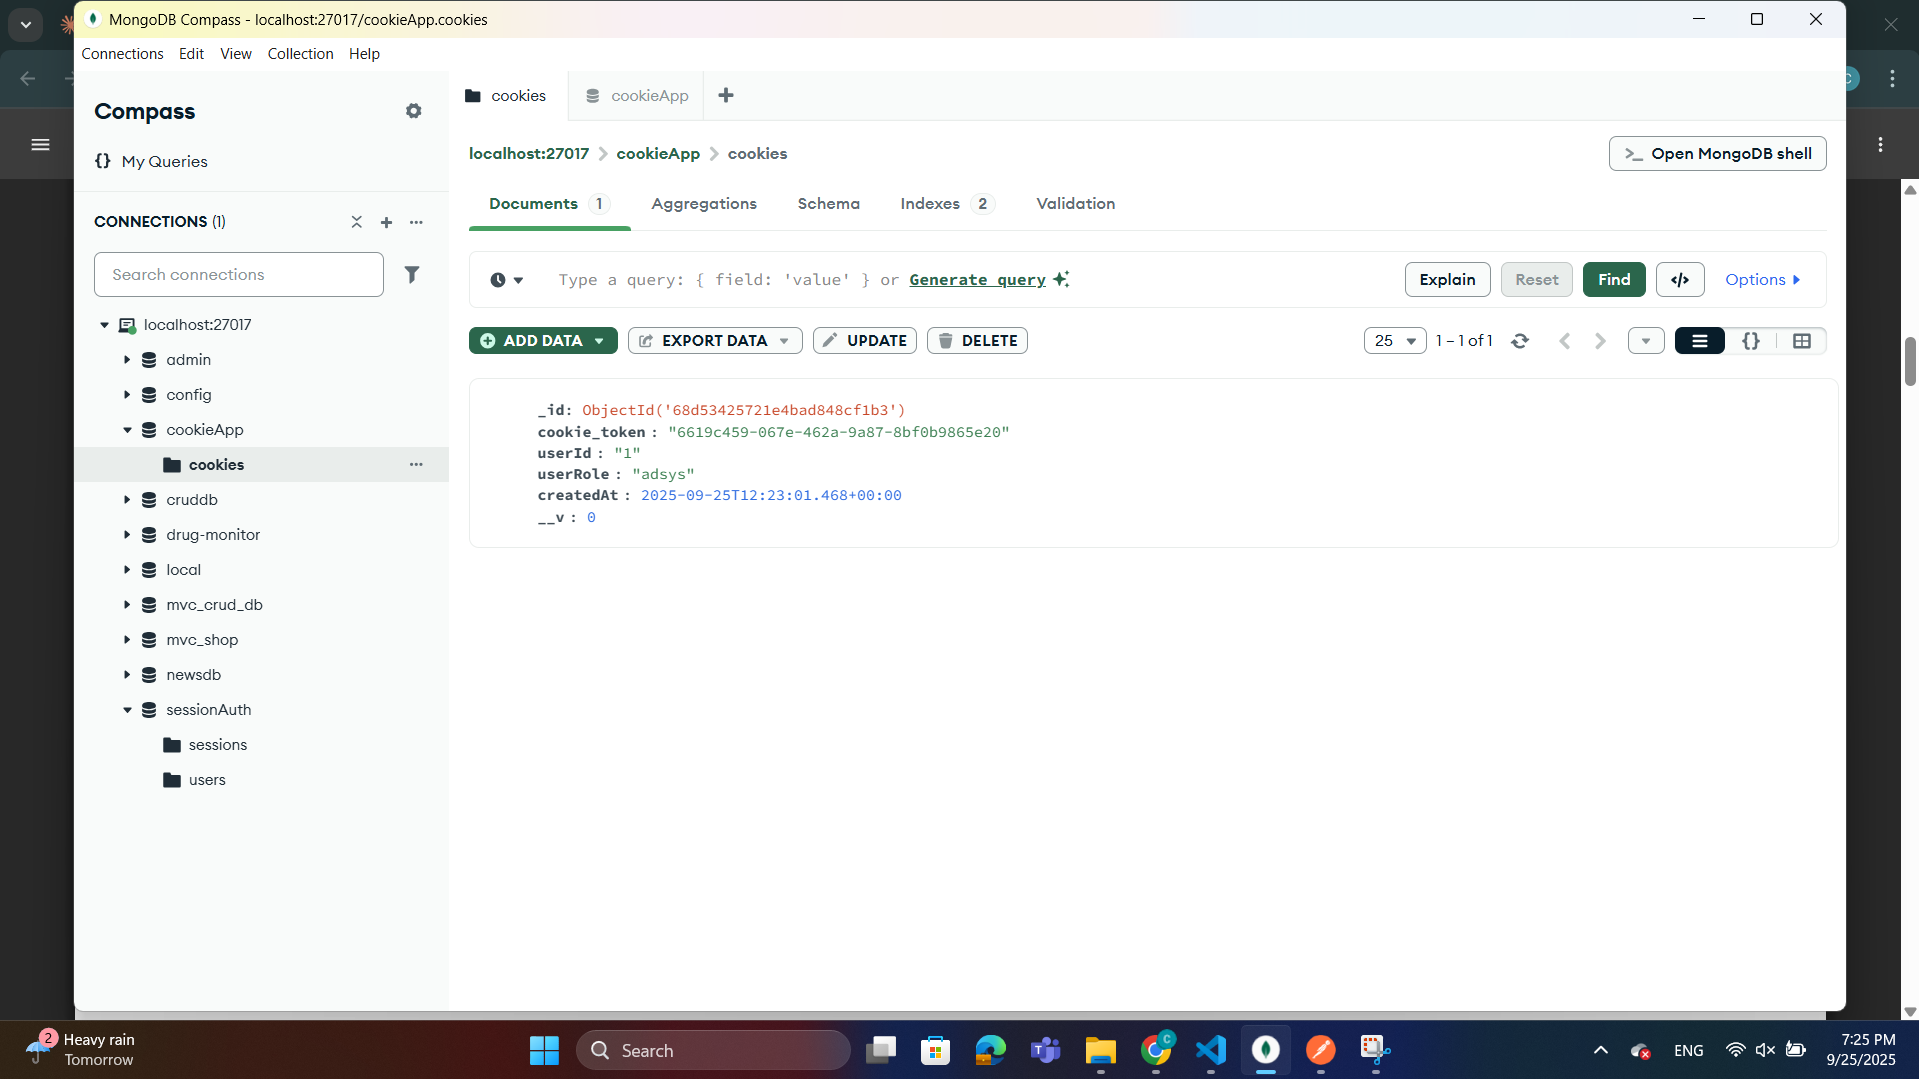 MongoDB Compass - localhost:27017/cookieApp.cookies
Connections Edit View Collection Help
Compass
My Queries
CONNECTIONS (1)
Search connections
localhost:27017
admin
config
cookieApp
cookies
cruddb
drug-monitor
local
mvc_crud_db
mvc_shop
newsdb
sessionAuth
sessions
users
cookies cookieApp
localhost:27017 > cookieApp > cookies
>_ Open MongoDB shell
Documents 1 Aggregations Schema Indexes 2 Validation
Type a query: { field: 'value' } or Generate query
Explain Reset Find </> Options
ADD DATA EXPORT DATA UPDATE DELETE
25 1 – 1 of 1 {}
_id: ObjectId('68d53425721e4bad848cf1b3')
cookie_token : "6619c459-067e-462a-9a87-8bf0b9865e20"
userId : "1"
userRole : "adsys"
createdAt : 2025-09-25T12:23:01.468+00:00
__v : 0
2
Heavy rain
Tomorrow
Search
C
ENG
7:25 PM
9/25/2025